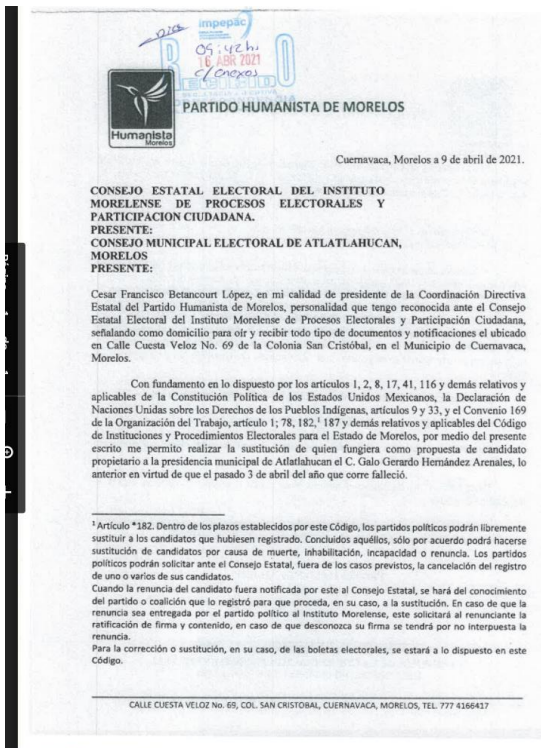 impepac
09:42 hs
16 ABR 2021
c/anexos
RECIBIDO
Humanista
Morelos
PARTIDO HUMANISTA DE MORELOS
Cuernavaca, Morelos a 9 de abril de 2021.
CONSEJO ESTATAL ELECTORAL DEL INSTITUTO
MORELENSE DE PROCESOS ELECTORALES Y
PARTICIPACION CIUDADANA.
PRESENTE:
CONSEJO MUNICIPAL ELECTORAL DE ATLATLAHUCAN,
MORELOS
PRESENTE:
Cesar Francisco Betancourt López, en mi calidad de presidente de la Coordinación Directiva
Estatal del Partido Humanista de Morelos, personalidad que tengo reconocida ante el Consejo
Estatal Electoral del Instituto Morelense de Procesos Electorales y Participación Ciudadana,
señalando como domicilio para oír y recibir todo tipo de documentos y notificaciones el ubicado
en Calle Cuesta Veloz No. 69 de la Colonia San Cristóbal, en el Municipio de Cuernavaca,
Morelos.
Con fundamento en lo dispuesto por los artículos 1, 2, 8, 17, 41, 116 y demás relativos y
aplicables de la Constitución Política de los Estados Unidos Mexicanos, la Declaración de
Naciones Unidas sobre los Derechos de los Pueblos Indígenas, artículos 9 y 33, y el Convenio 169
de la Organización del Trabajo, artículo 1; 78, 182,¹ 187 y demás relativos y aplicables del Código
de Instituciones y Procedimientos Electorales para el Estado de Morelos, por medio del presente
escrito me permito realizar la sustitución de quien fungiera como propuesta de candidato
propietario a la presidencia municipal de Atlatlahucan el C. Galo Gerardo Hernández Arenales, lo
anterior en virtud de que el pasado 3 de abril del año que corre falleció.
¹ Artículo *182. Dentro de los plazos establecidos por este Código, los partidos políticos podrán libremente
sustituir a los candidatos que hubiesen registrado. Concluidos aquéllos, sólo por acuerdo podrá hacerse
sustitución de candidatos por causa de muerte, inhabilitación, incapacidad o renuncia. Los partidos
políticos podrán solicitar ante el Consejo Estatal, fuera de los casos previstos, la cancelación del registro
de uno o varios de sus candidatos.
Cuando la renuncia del candidato fuera notificada por este al Consejo Estatal, se hará del conocimiento
del partido o coalición que lo registró para que proceda, en su caso, a la sustitución. En caso de que la
renuncia sea entregada por el partido político al Instituto Morelense, este solicitará al renunciante la
ratificación de firma y contenido, en caso de que desconozca su firma se tendrá por no interpuesta la
renuncia.
Para la corrección o sustitución, en su caso, de las boletas electorales, se estará a lo dispuesto en este
Código.
CALLE CUESTA VELOZ No. 69, COL. SAN CRISTOBAL, CUERNAVACA, MORELOS, TEL. 777 4166417